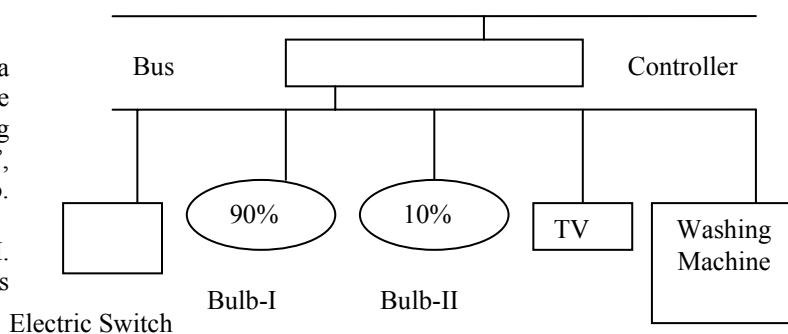 a
Bus
Controller
e
g
’,
90%
10%
TV
Washing
Machine
o.
I.
s
Bulb-I
Bulb-II
Electric Switch